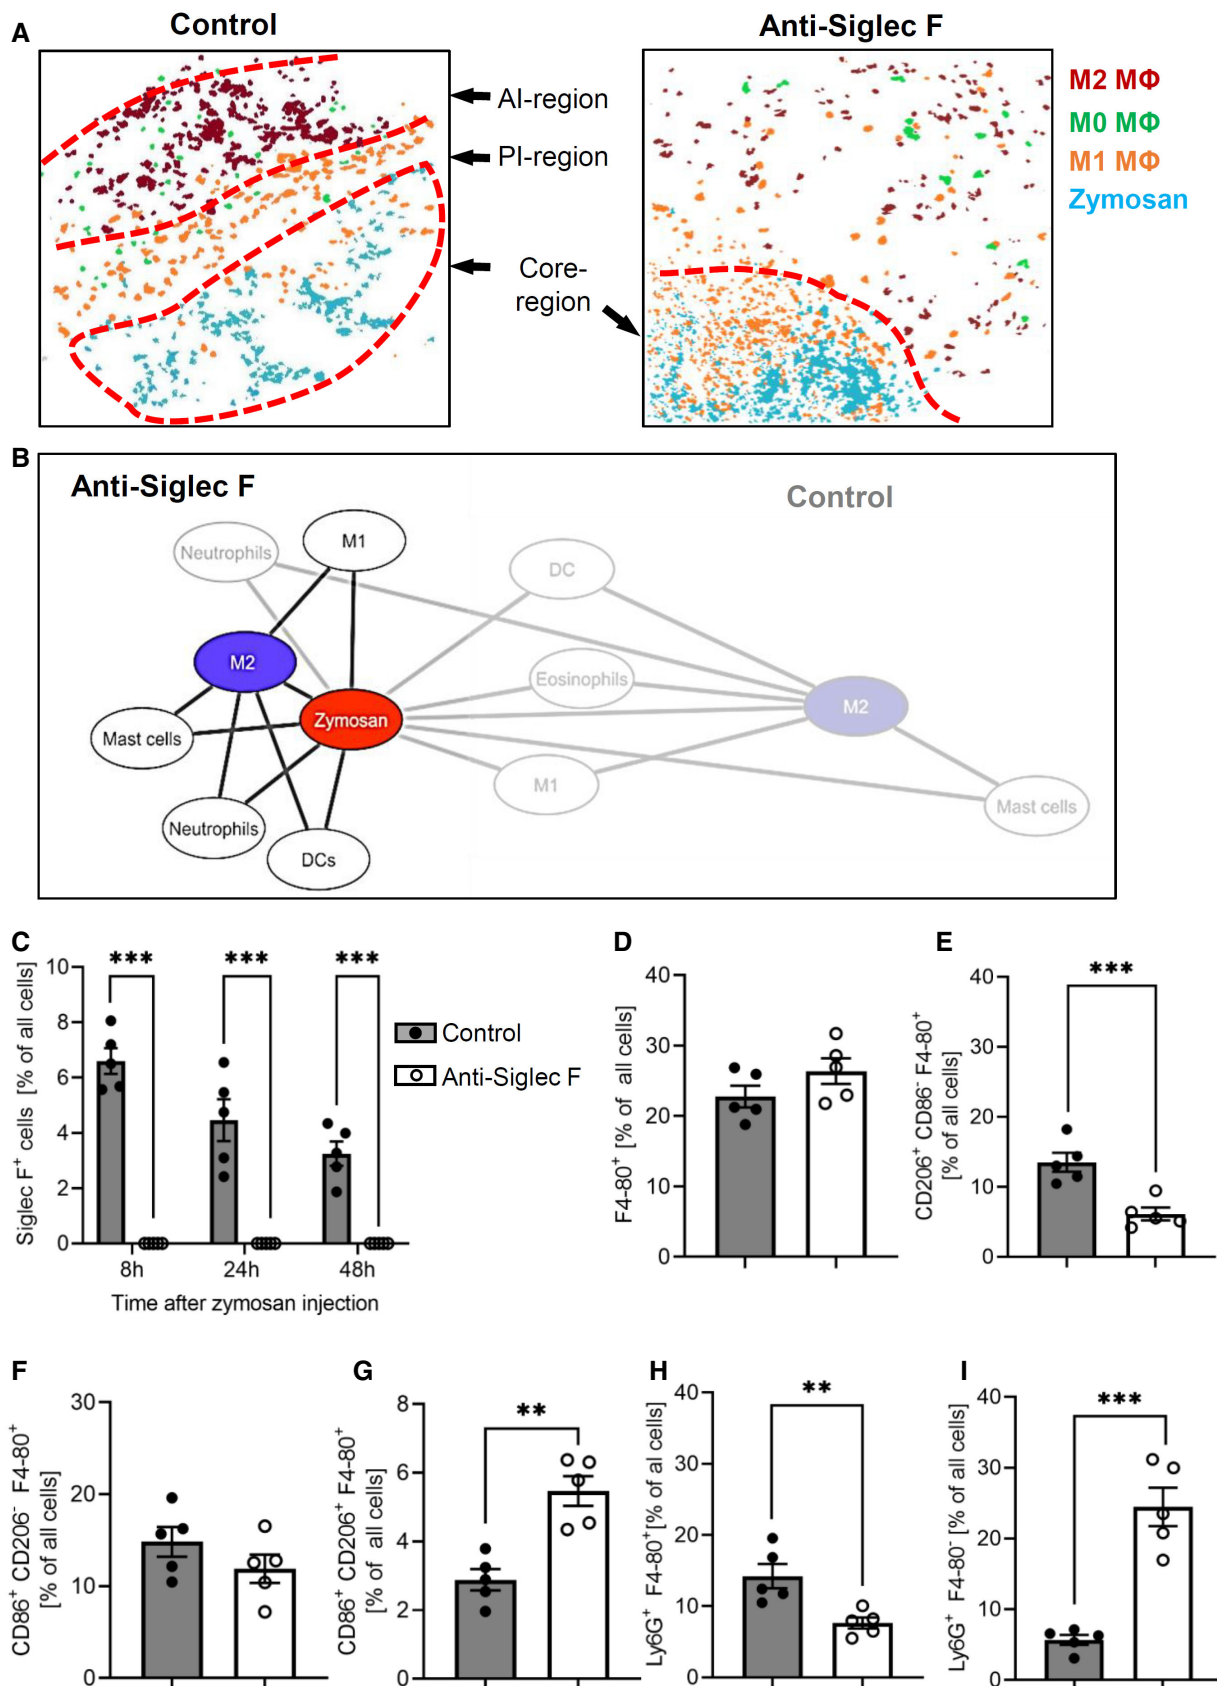 A
Control
Anti-Siglec F
AI-region
PI-region
Core-
region
M2 MΦ
M0 MΦ
M1 MΦ
Zymosan
B
Anti-Siglec F
Control
Neutrophils
M1
DC
M2
Eosinophils
M2
Zymosan
Mast cells
M1
Mast cells
Neutrophils
DCs
C
Siglec F⁺ cells [% of all cells]
10
8
6
4
2
0
***
***
***
8h
24h
48h
Time after zymosan injection
Control
Anti-Siglec F
D
F4-80⁺ [% of all cells]
40
30
20
10
0
E
CD206⁺ CD86⁻ F4-80⁺
[% of all cells]
40
30
20
10
0
***
F
CD86⁺ CD206⁻ F4-80⁺
[% of all cells]
30
20
10
0
G
CD86⁺ CD206⁺ F4-80⁺
[% of all cells]
8
6
4
2
0
**
H
Ly6G⁺ F4-80⁺[% of al cells]
40
30
20
10
0
**
I
Ly6G⁺ F4-80⁻ [% of all cells]
40
30
20
10
0
***